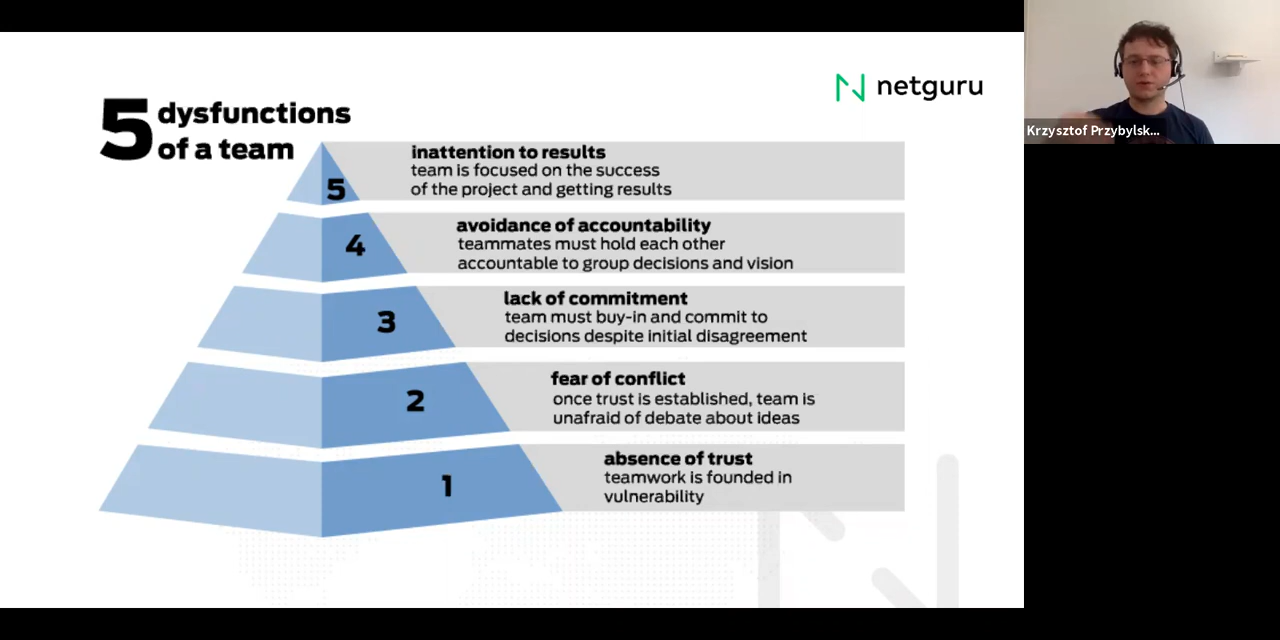 netguru
5 dysfunctions
of a team
5
inattention to results
team is focused on the success
of the project and getting results
4
avoidance of accountability
teammates must hold each other
accountable to group decisions and vision
3
lack of commitment
team must buy-in and commit to
decisions despite initial disagreement
2
fear of conflict
once trust is established, team is
unafraid of debate about ideas
1
absence of trust
teamwork is founded in
vulnerability
Krzysztof Przybylsk...